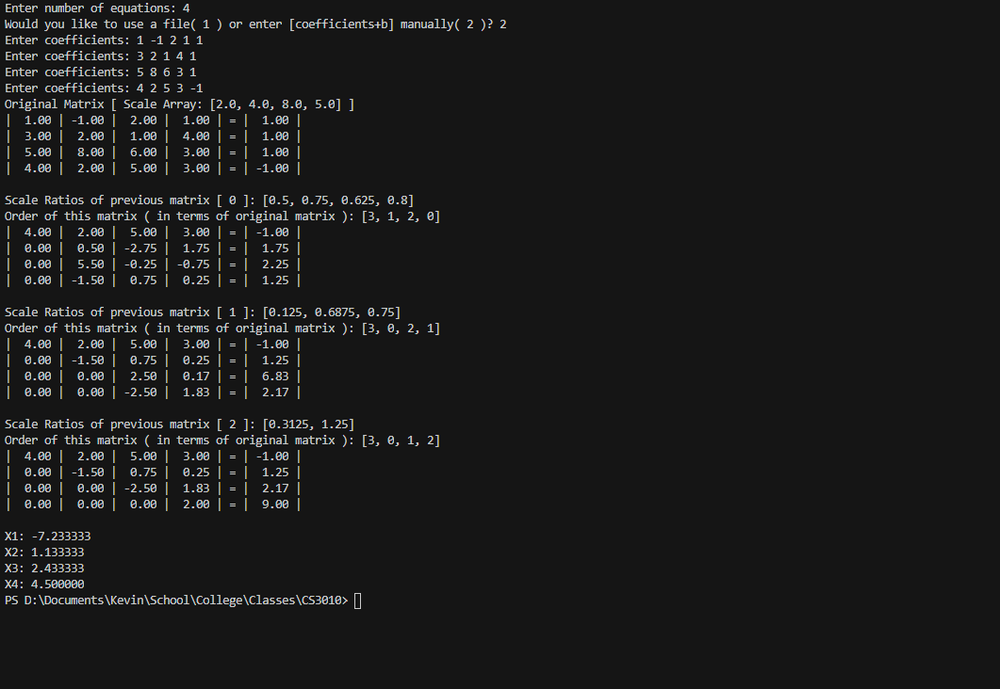 Enter number of equations: 4
Would you like to use a file( 1 ) or enter [coefficients+b] manually( 2 )? 2
Enter coefficients: 1 -1 2 1 1
Enter coefficients: 3 2 1 4 1
Enter coefficients: 5 8 6 3 1
Enter coefficients: 4 2 5 3 -1
Original Matrix [ Scale Array: [2.0, 4.0, 8.0, 5.0] ]
|  1.00 | -1.00 |  2.00 |  1.00 | = |  1.00 |
|  3.00 |  2.00 |  1.00 |  4.00 | = |  1.00 |
|  5.00 |  8.00 |  6.00 |  3.00 | = |  1.00 |
|  4.00 |  2.00 |  5.00 |  3.00 | = | -1.00 |
Scale Ratios of previous matrix [ 0 ]: [0.5, 0.75, 0.625, 0.8]
Order of this matrix ( in terms of original matrix ): [3, 1, 2, 0]
|  4.00 |  2.00 |  5.00 |  3.00 | = | -1.00 |
|  0.00 |  0.50 | -2.75 |  1.75 | = |  1.75 |
|  0.00 |  5.50 | -0.25 | -0.75 | = |  2.25 |
|  0.00 | -1.50 |  0.75 |  0.25 | = |  1.25 |
Scale Ratios of previous matrix [ 1 ]: [0.125, 0.6875, 0.75]
Order of this matrix ( in terms of original matrix ): [3, 0, 2, 1]
|  4.00 |  2.00 |  5.00 |  3.00 | = | -1.00 |
|  0.00 | -1.50 |  0.75 |  0.25 | = |  1.25 |
|  0.00 |  0.00 |  2.50 |  0.17 | = |  6.83 |
|  0.00 |  0.00 | -2.50 |  1.83 | = |  2.17 |
Scale Ratios of previous matrix [ 2 ]: [0.3125, 1.25]
Order of this matrix ( in terms of original matrix ): [3, 0, 1, 2]
|  4.00 |  2.00 |  5.00 |  3.00 | = | -1.00 |
|  0.00 | -1.50 |  0.75 |  0.25 | = |  1.25 |
|  0.00 |  0.00 | -2.50 |  1.83 | = |  2.17 |
|  0.00 |  0.00 |  0.00 |  2.00 | = |  9.00 |
X1: -7.233333
X2: 1.133333
X3: 2.433333
X4: 4.500000
PS D:\Documents\Kevin\School\College\Classes\CS3010>